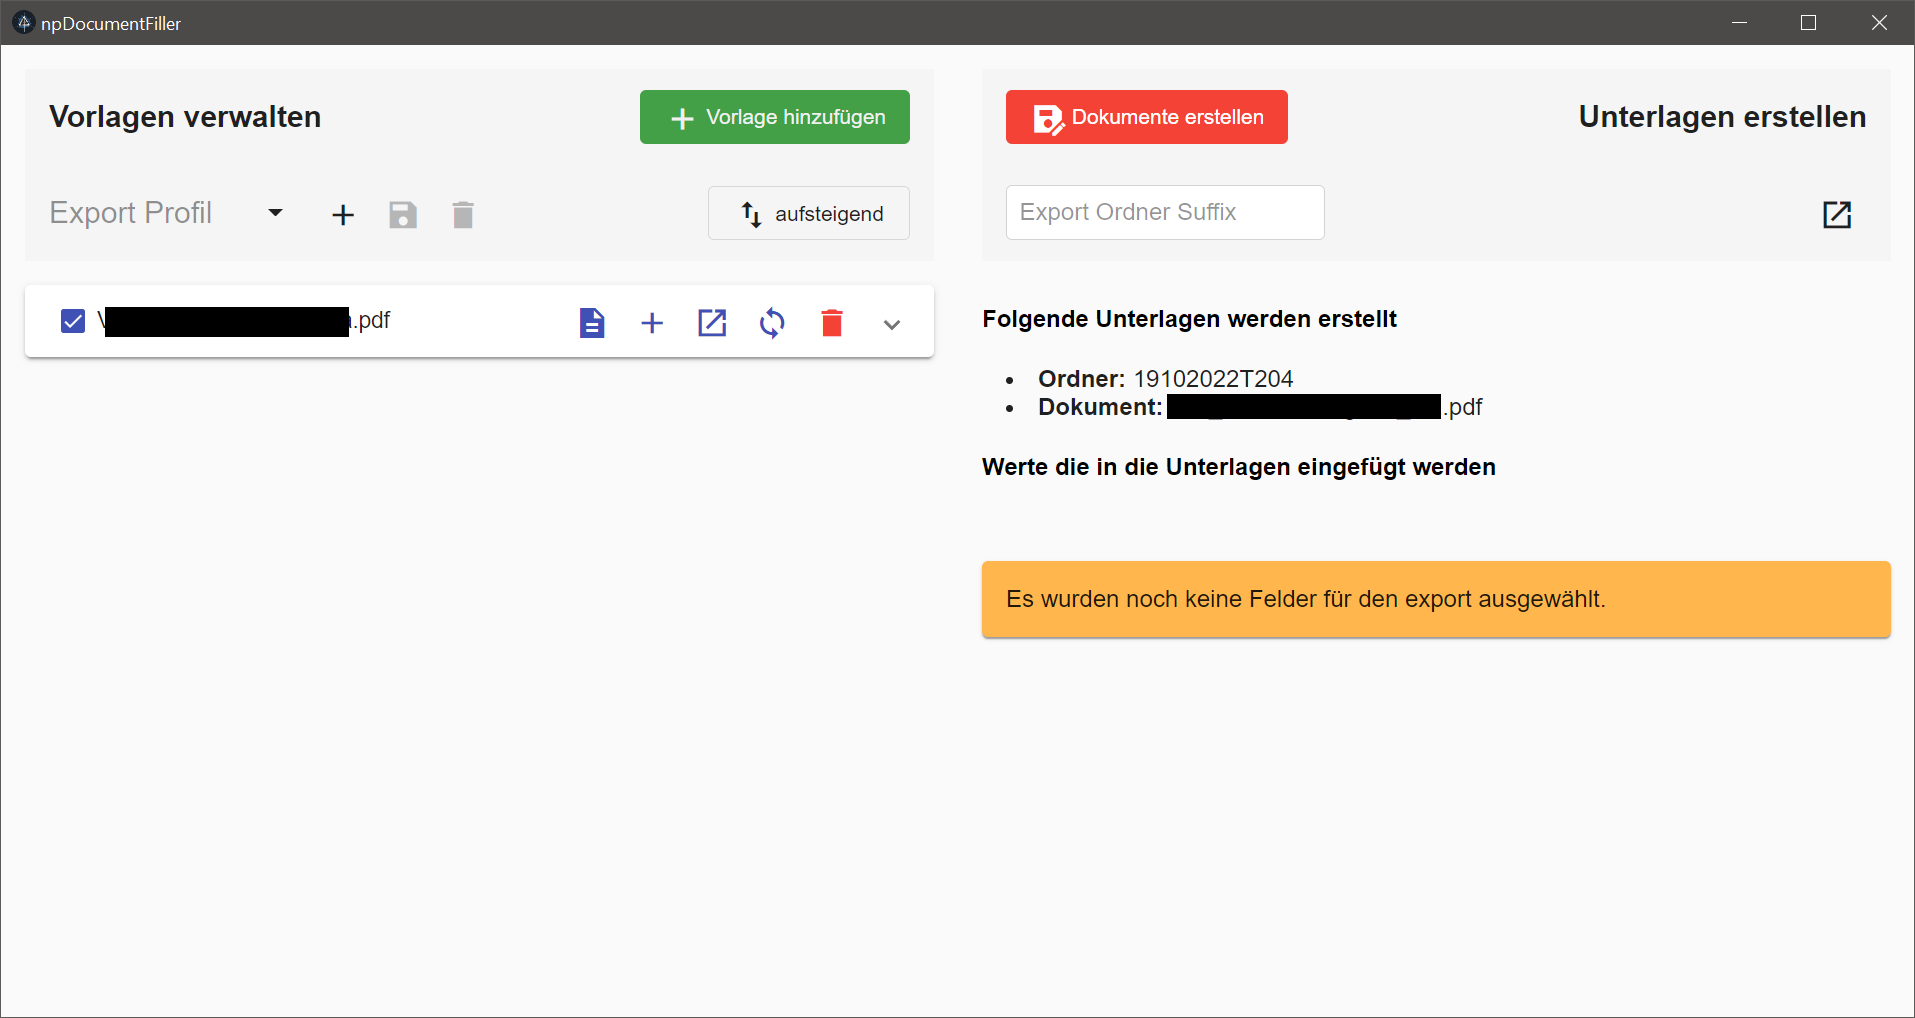 npDocumentFiller
Vorlagen verwalten
Vorlage hinzufügen
Export Profil
aufsteigend
.pdf
Dokumente erstellen
Unterlagen erstellen
Export Ordner Suffix
Folgende Unterlagen werden erstellt
Ordner: 19102022T204
Dokument: .pdf
Werte die in die Unterlagen eingefügt werden
Es wurden noch keine Felder für den export ausgewählt.